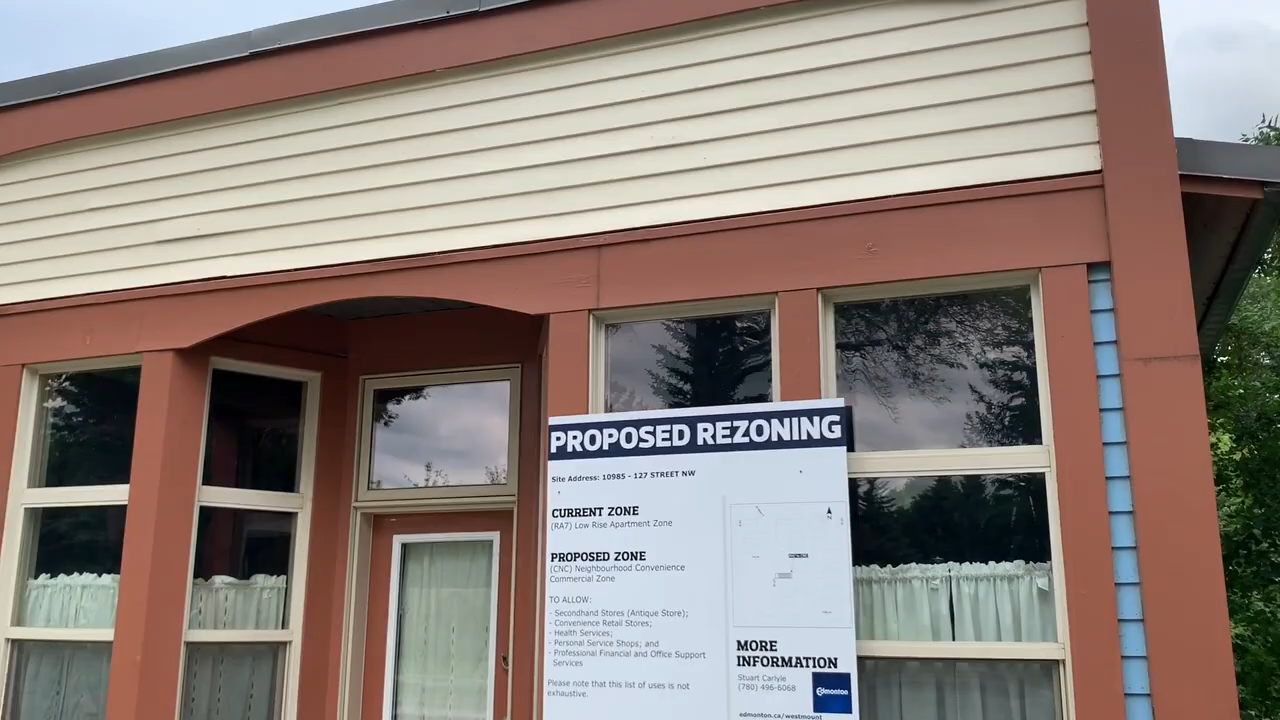 PROPOSED REZONING
Site Address: 10985 - 127 STREET NW
CURRENT ZONE
(RA7) Low Rise Apartment Zone
PROPOSED ZONE
(CNC) Neighbourhood Convenience
Commercial Zone
TO ALLOW:
- Secondhand Stores (Antique Store);
- Convenience Retail Stores;
- Health Services;
- Personal Service Shops; and
- Professional Financial and Office Support
Services
Please note that this list of uses is not
exhaustive.
MORE
INFORMATION
Stuart Carlyle
(780) 496-6068
Edmonton
edmonton.ca/westmount